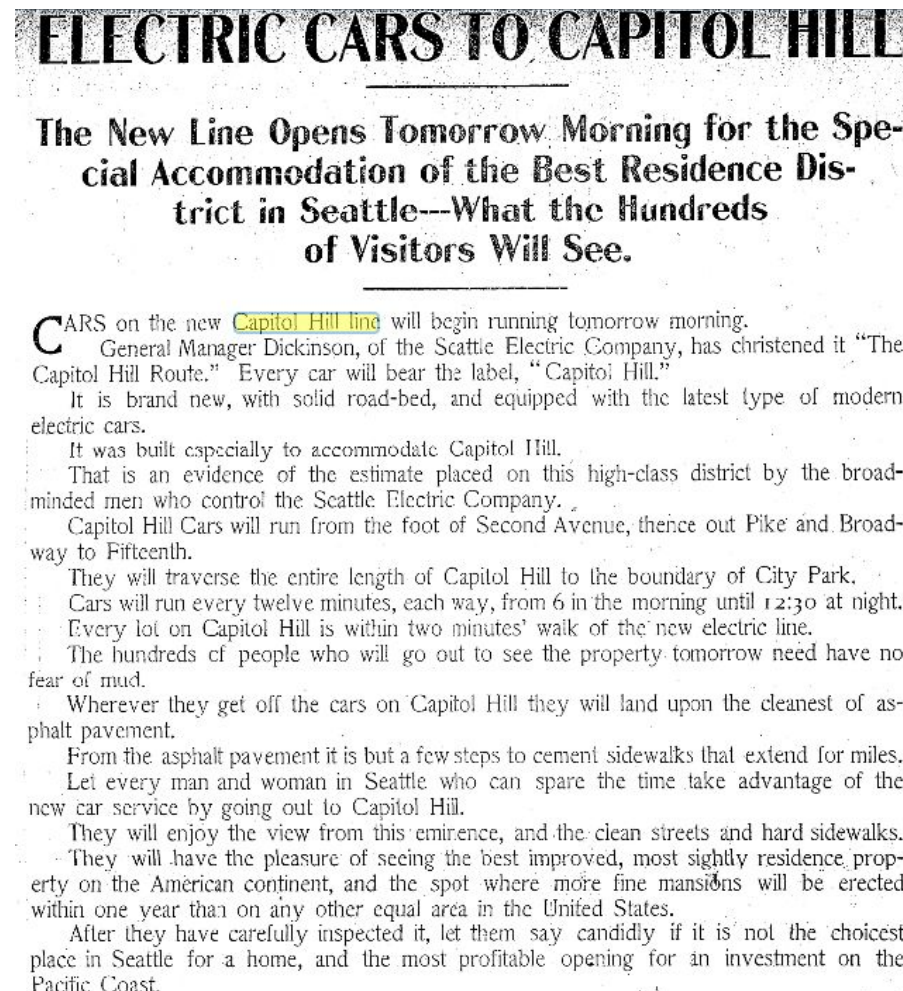 ELECTRIC CARS TO CAPITOL HILL
The New Line Opens Tomorrow Morning for the Spe-
cial Accommodation of the Best Residence Dis-
trict in Seattle---What the Hundreds
of Visitors Will See.
CARS on the new Capitol Hill line will begin running tomorrow morning.
General Manager Dickinson, of the Seattle Electric Company, has christened it “The
Capitol Hill Route.” Every car will bear the label, “Capitol Hill.”
It is brand new, with solid road-bed, and equipped with the latest type of modern
electric cars.
It was built especially to accommodate Capitol Hill.
That is an evidence of the estimate placed on this high-class district by the broad-
minded men who control the Seattle Electric Company.
Capitol Hill Cars will run from the foot of Second Avenue, thence out Pike and Broad-
way to Fifteenth.
They will traverse the entire length of Capitol Hill to the boundary of City Park.
Cars will run every twelve minutes, each way, from 6 in the morning until 12:30 at night.
Every lot on Capitol Hill is within two minutes’ walk of the new electric line.
The hundreds of people who will go out to see the property tomorrow need have no
fear of mud.
Wherever they get off the cars on Capitol Hill they will land upon the cleanest of as-
phalt pavement.
From the asphalt pavement it is but a few steps to cement sidewalks that extend for miles.
Let every man and woman in Seattle who can spare the time take advantage of the
new car service by going out to Capitol Hill.
They will enjoy the view from this eminence, and the clean streets and hard sidewalks.
They will have the pleasure of seeing the best improved, most sightly residence prop-
erty on the American continent, and the spot where more fine mansions will be erected
within one year than on any other equal area in the United States.
After they have carefully inspected it, let them say candidly if it is not the choicest
place in Seattle for a home, and the most profitable opening for an investment on the
Pacific Coast.